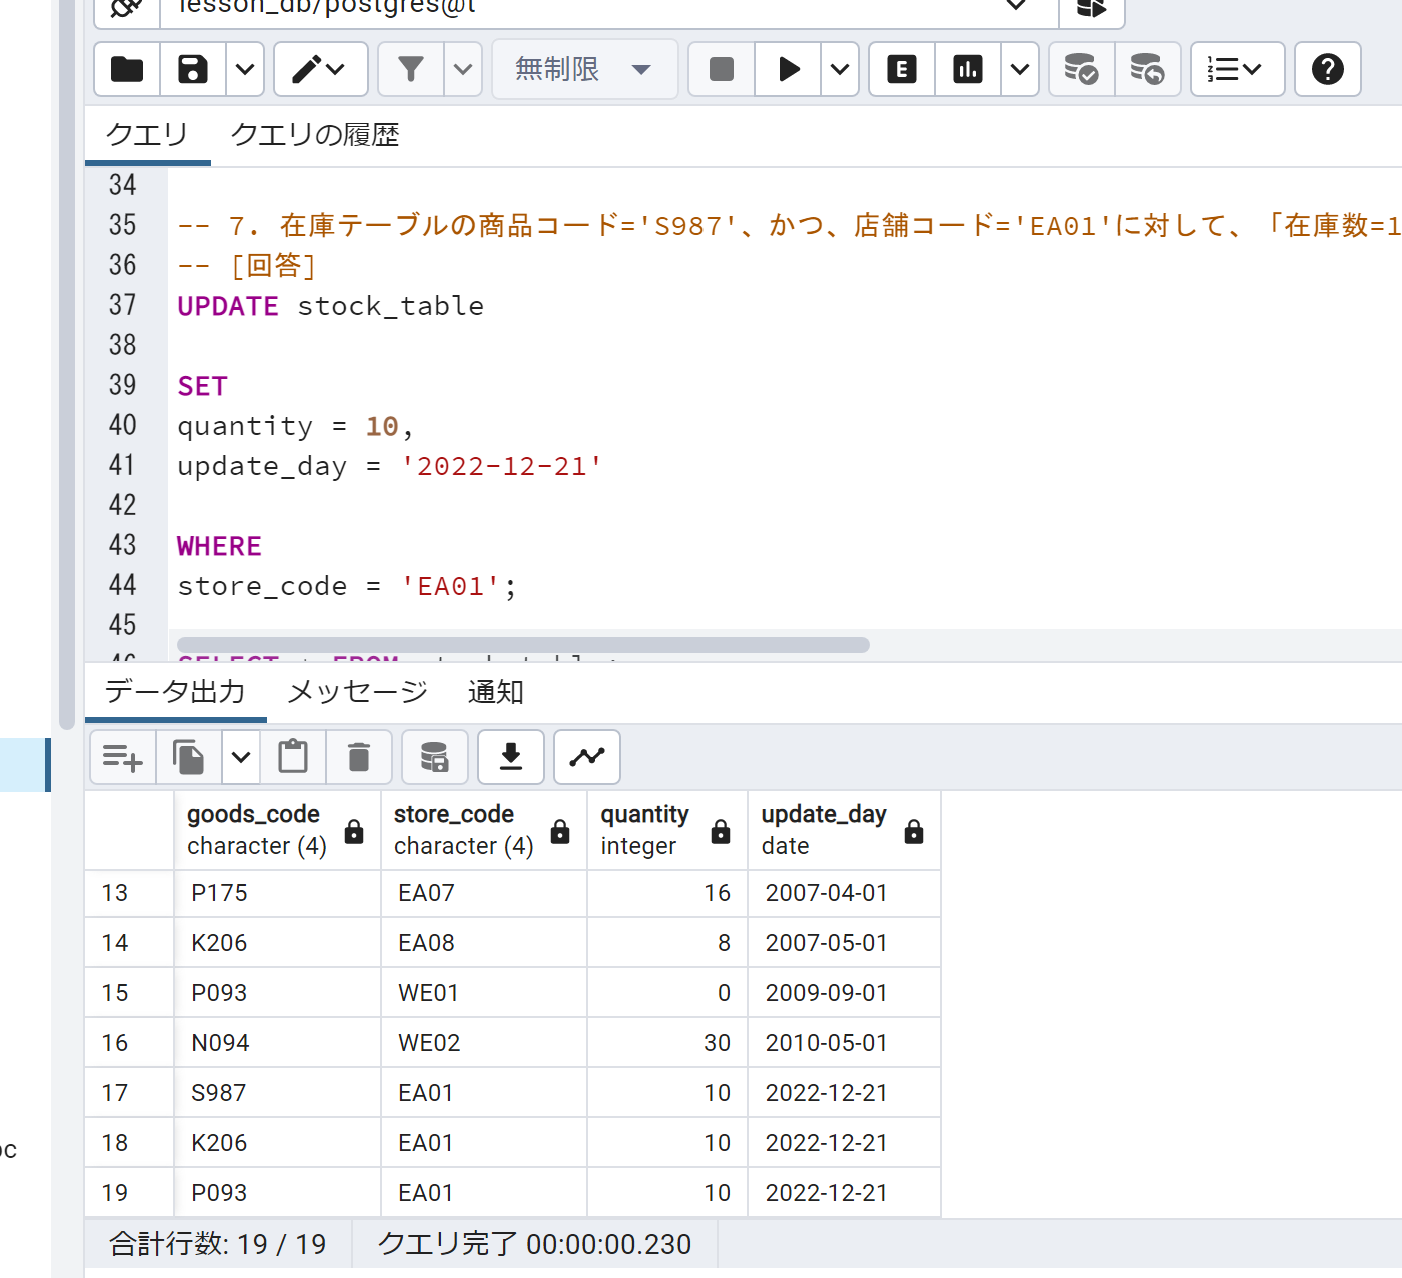 lesson_db/postgres@t
無制限
クエリ クエリの履歴
34
35 -- 7. 在庫テーブルの商品コード='S987'、かつ、店舗コード='EA01'に対して、「在庫数=1
36 -- [回答]
37 UPDATE stock_table
38
39 SET
40 quantity = 10,
41 update_day = '2022-12-21'
42
43 WHERE
44 store_code = 'EA01';
45
46 SELECT * FROM stock_table;
データ出力 メッセージ 通知
goods_code store_code quantity update_day
character (4) character (4) integer date
13 P175 EA07 16 2007-04-01
14 K206 EA08 8 2007-05-01
15 P093 WE01 0 2009-09-01
16 N094 WE02 30 2010-05-01
17 S987 EA01 10 2022-12-21
18 K206 EA01 10 2022-12-21
oc
19 P093 EA01 10 2022-12-21
合計行数: 19 / 19 クエリ完了 00:00:00.230